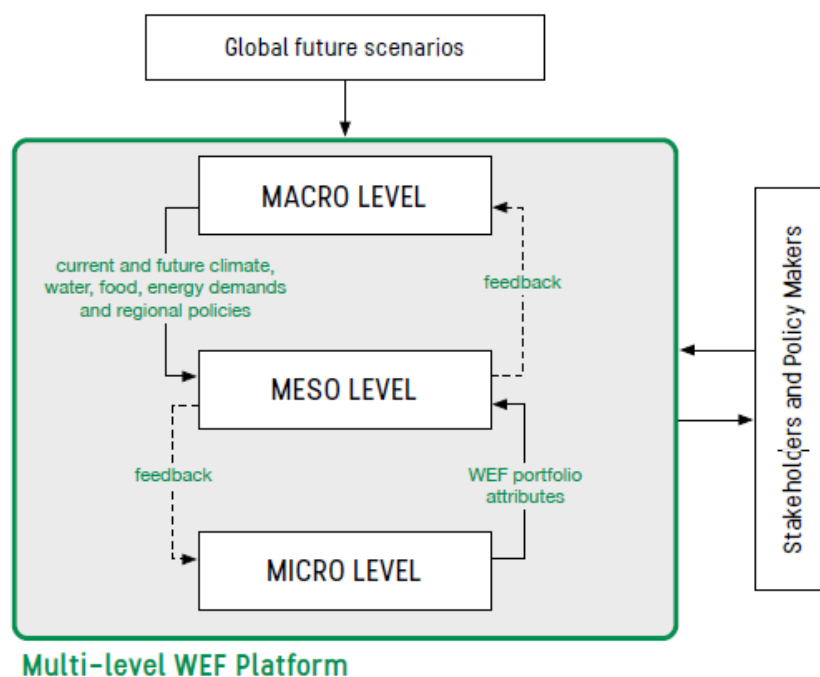 Global future scenarios
MACRO LEVEL
current and future climate,
water, food, energy demands
and regional policies
feedback
MESO LEVEL
feedback
WEF portfolio
attributes
MICRO LEVEL
Stakeholders and Policy Makers
Multi-level WEF Platform